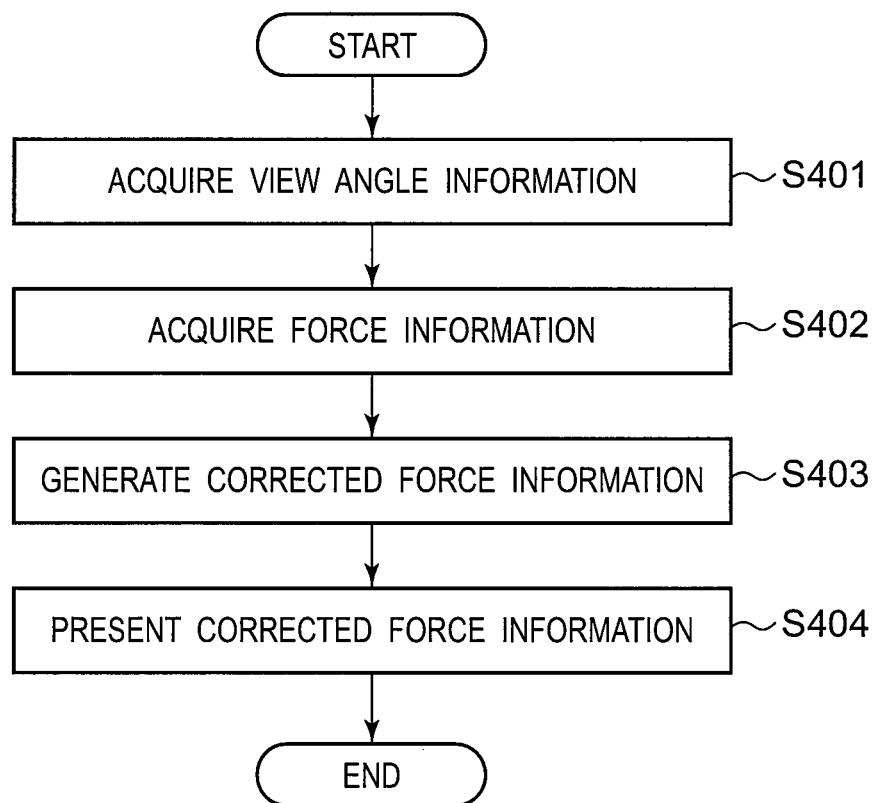 START
ACQUIRE VIEW ANGLE INFORMATION
S401
ACQUIRE FORCE INFORMATION
S402
GENERATE CORRECTED FORCE INFORMATION
S403
PRESENT CORRECTED FORCE INFORMATION
S404
END